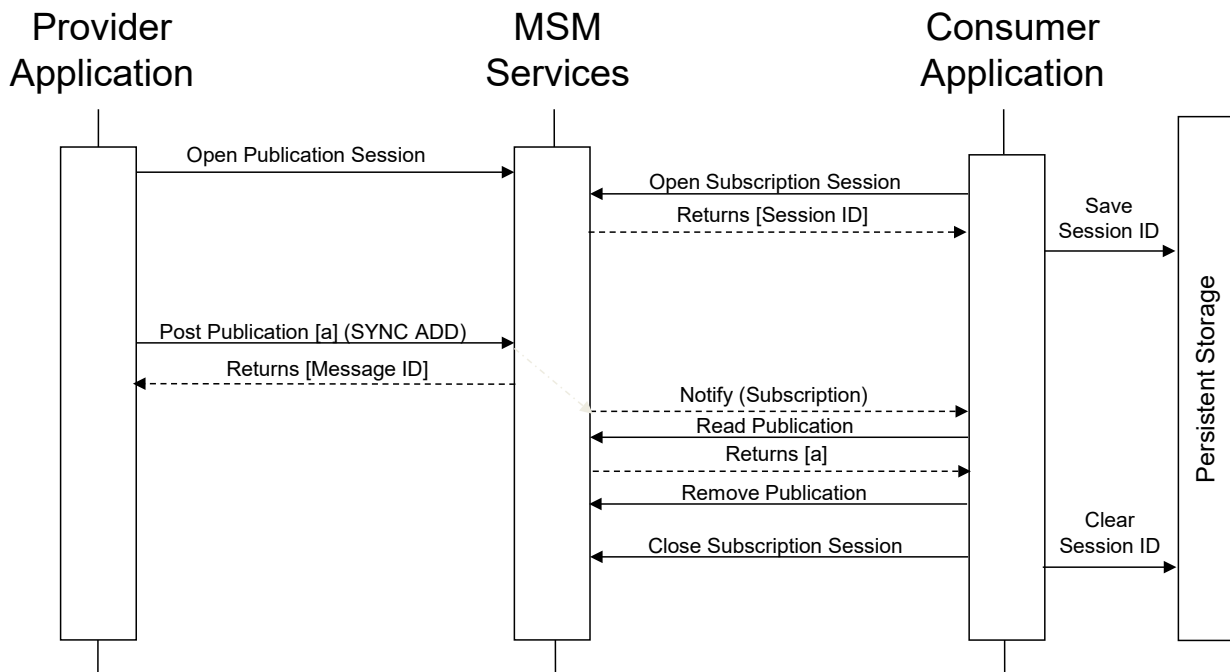 Provider
Application
MSM
Services
Consumer
Application
Open Publication Session
Open Subscription Session
Returns [Session ID]
Save
Session ID
Persistent Storage
Post Publication [a] (SYNC ADD)
Returns [Message ID]
Notify (Subscription)
Read Publication
Returns [a]
Remove Publication
Close Subscription Session
Clear
Session ID